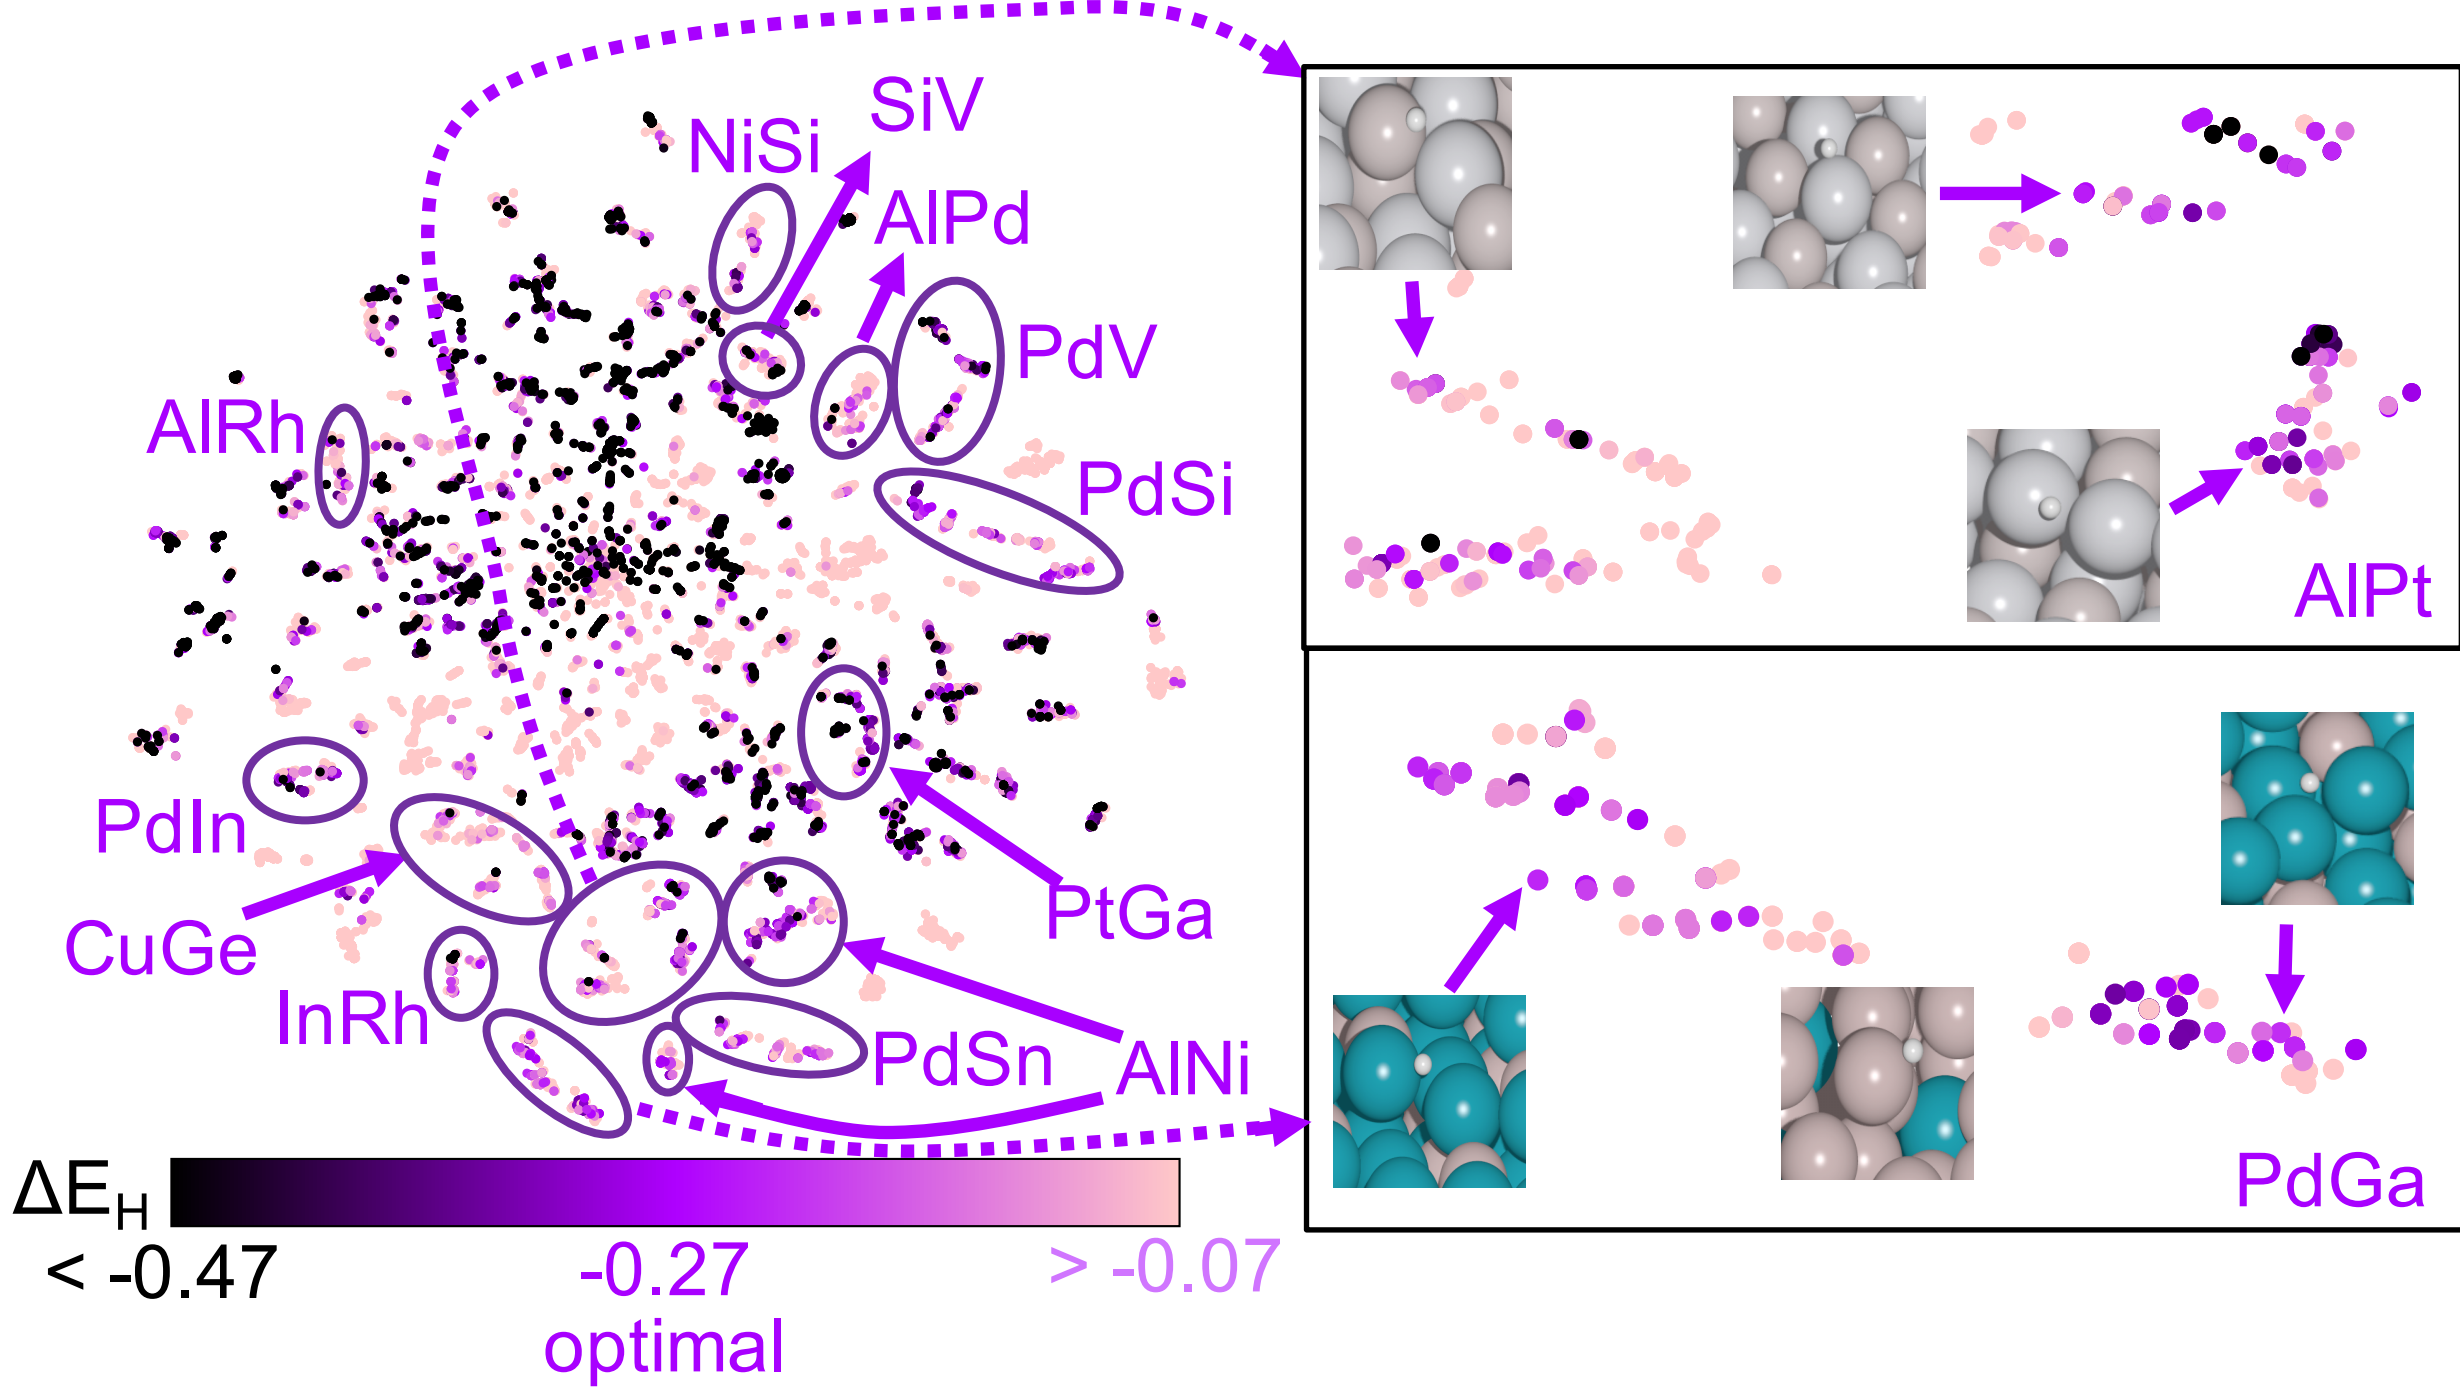 SiV
NiSi
AlPd
PdV
AlRh
PdSi
AlPt
PdIn
PtGa
CuGe
InRh
PdSn
AlNi
PdGa
ΔEH
< -0.47
-0.27
> -0.07
optimal